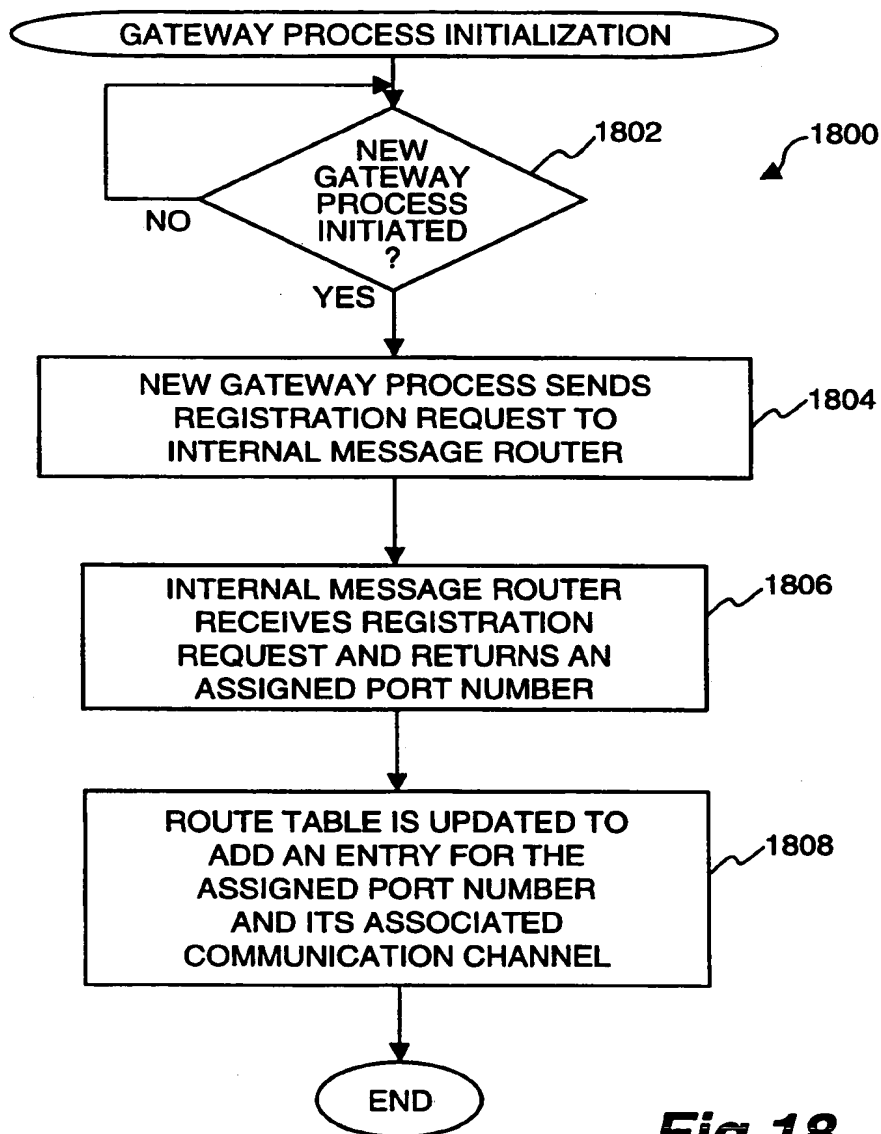 GATEWAY PROCESS INITIALIZATION
1802
1800
NEW
GATEWAY
PROCESS
INITIATED
?
NO
YES
NEW GATEWAY PROCESS SENDS
REGISTRATION REQUEST TO
INTERNAL MESSAGE ROUTER
1804
INTERNAL MESSAGE ROUTER
RECEIVES REGISTRATION
REQUEST AND RETURNS AN
ASSIGNED PORT NUMBER
1806
ROUTE TABLE IS UPDATED TO
ADD AN ENTRY FOR THE
ASSIGNED PORT NUMBER
AND ITS ASSOCIATED
COMMUNICATION CHANNEL
1808
END
Fig.18